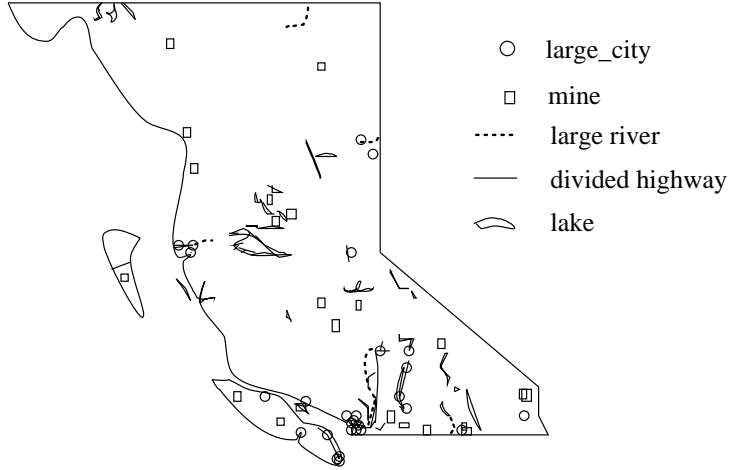 large_city
mine
large river
divided highway
lake